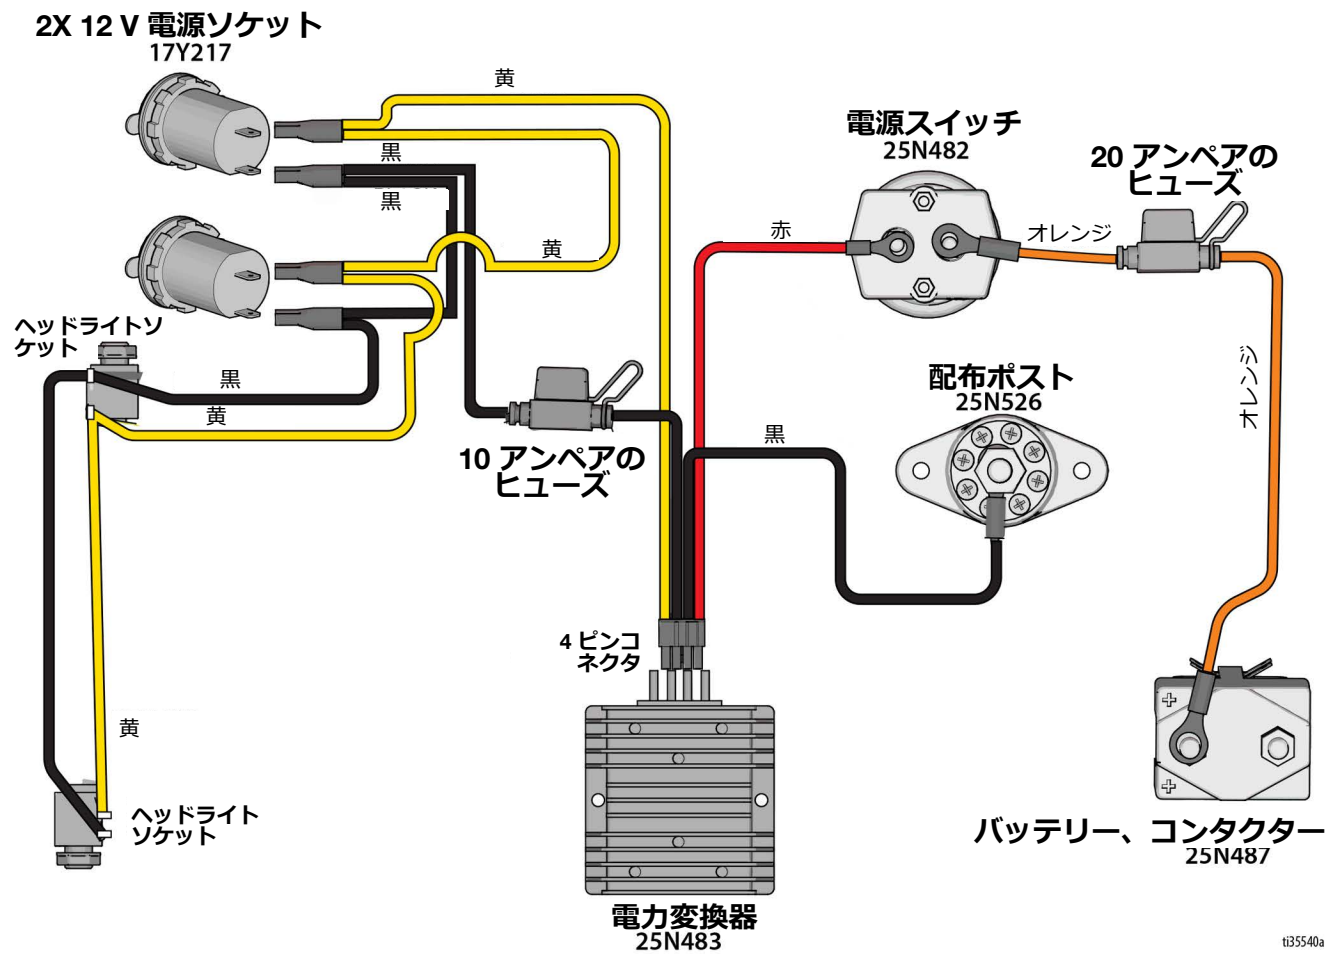 2X 12 V 電源ソケット
17Y217
黄
黒
黒
黄
電源スイッチ
25N482
20 アンペアの
ヒューズ
赤
オレンジ
オレンジ
ヘッドライトソ
ケット
黒
黄
10 アンペアの
ヒューズ
配布ポスト
25N526
黒
4 ピンコ
ネクタ
黄
ヘッドライト
ソケット
電力変換器
25N483
バッテリー、コンタクター
25N487
ti35540a